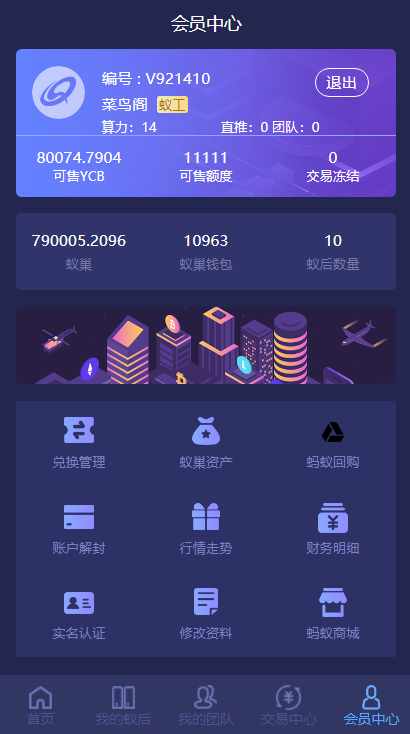 会员中心
编号 : V921410
退出
菜鸟阁 蚁工
算力：14 直推：0 团队：0
80074.7904 11111 0
可售YCB 可售额度 交易冻结
790005.2096 10963 10
蚁巢 蚁巢钱包 蚁后数量
兑换管理 蚁巢资产 蚂蚁回购
账户解封 行情走势 财务明细
实名认证 修改资料 蚂蚁商城
首页 我的蚁后 我的团队 交易中心 会员中心